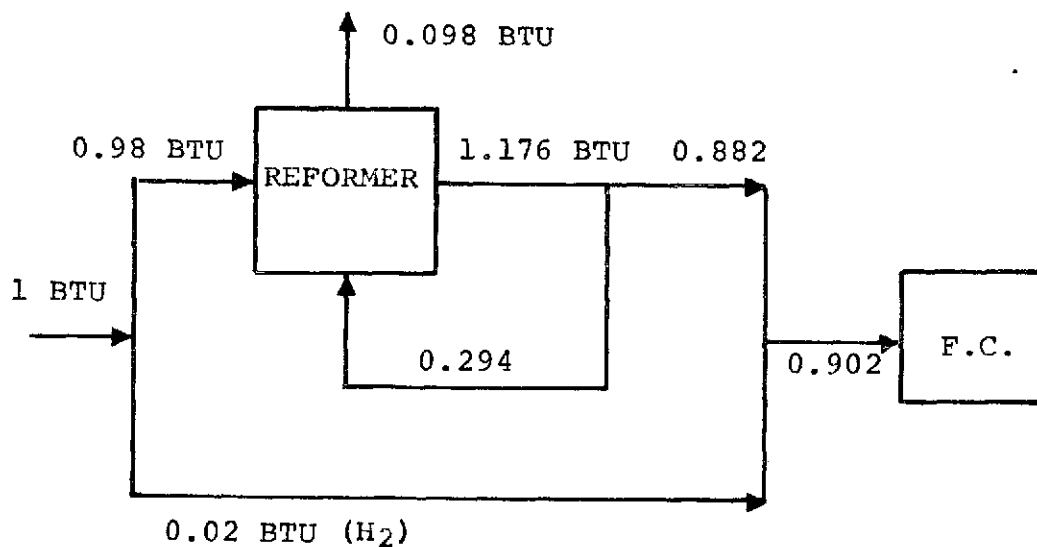 0.098 BTU
0.98 BTU
1.176 BTU 0.882
REFORMER
1 BTU
0.294
0.902
F.C.
0.02 BTU (H₂)